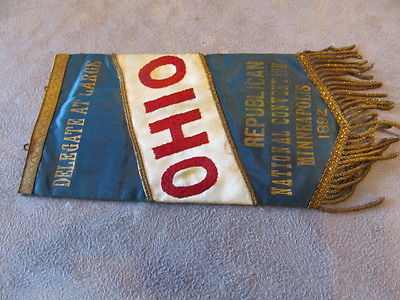 DELEGATE AT LARGE
OHIO
REPUBLICAN
NATIONAL CONVENTION
MINNEAPOLIS
1892